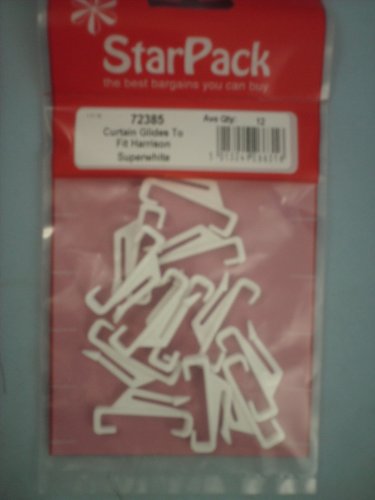 StarPack
the best bargains you can buy
72385 Ave Qty: 12
Curtain Glides To
Fit Harrison
Superwhite